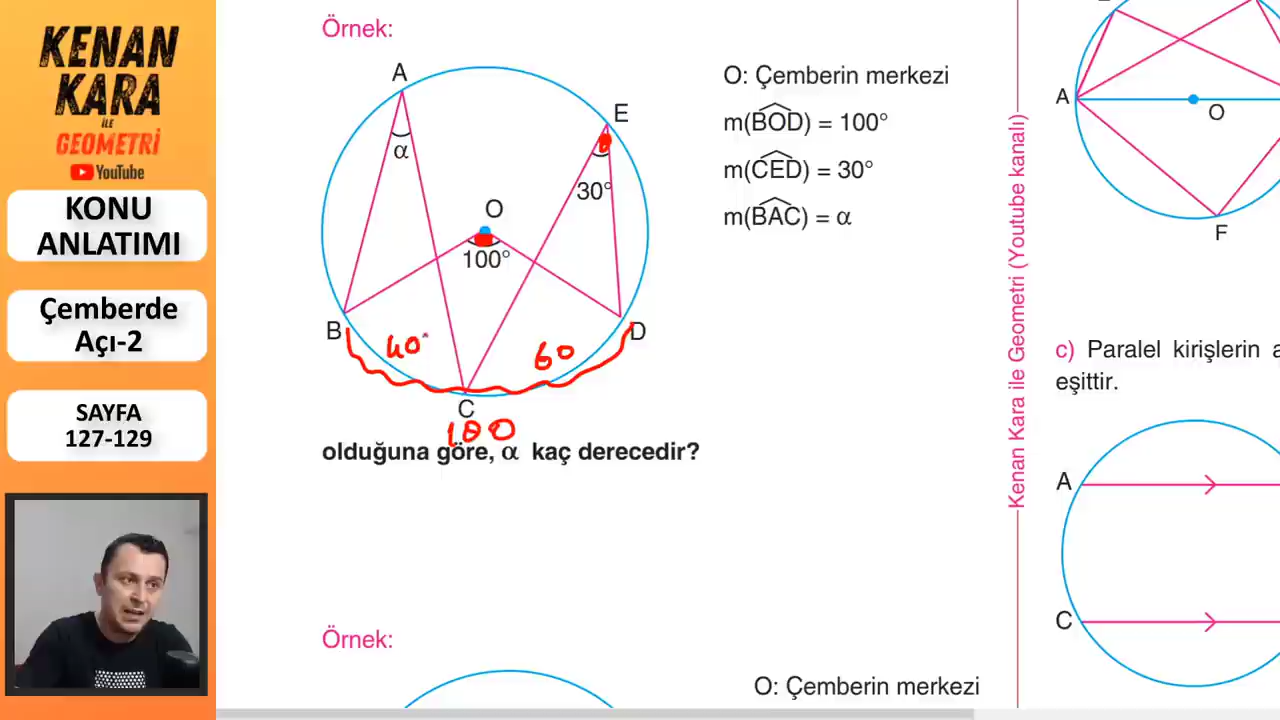 KENAN
KARA
İLE
GEOMETRİ
YouTube
KONU
ANLATIMI
Çemberde
Açı-2
SAYFA
127-129
Örnek:
A
E
α
30°
O
100°
B
D
40°
60
C
100
O: Çemberin merkezi
m(BOD) = 100°
m(CED) = 30°
m(BAC) = α
olduğuna göre, α kaç derecedir?
Örnek:
O: Çemberin merkezi
Kenan Kara ile Geometri (Youtube kanalı)
A
O
F
c) Paralel kirişlerin
eşittir.
A
C